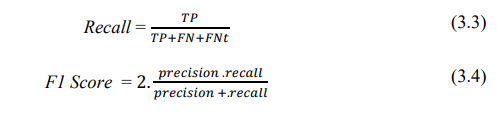 Recall = TP / TP+FN+FNt (3.3)
F1 Score = 2. precision .recall / precision +.recall (3.4)